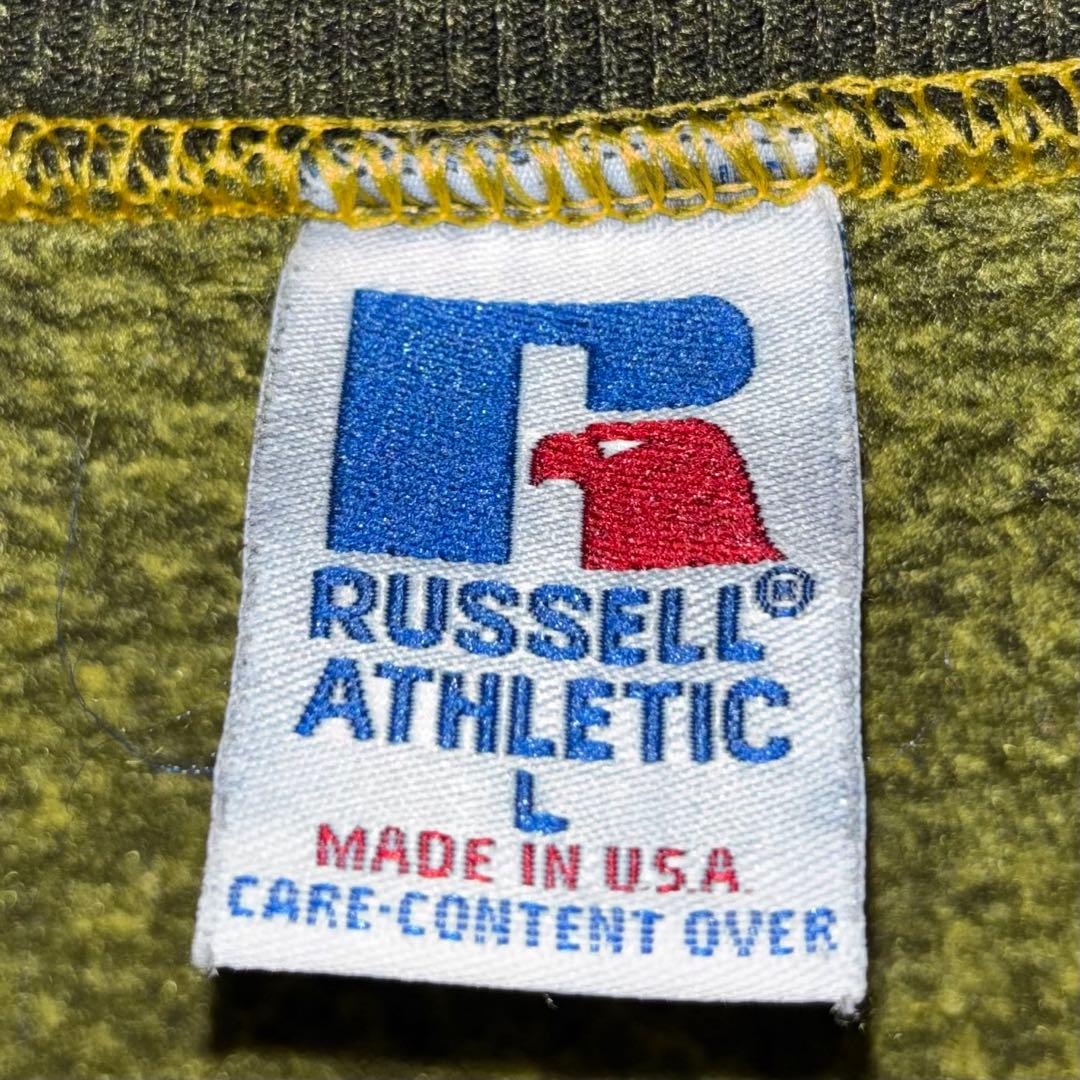 R
RUSSELL®
ATHLETIC
L
MADE IN U.S.A.
CARE-CONTENT OVER